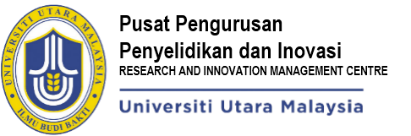 UNIVERSITI UTARA MALAYSIA
ILMU BUDI BAKTI
Pusat Pengurusan
Penyelidikan dan Inovasi
RESEARCH AND INNOVATION MANAGEMENT CENTRE
Universiti Utara Malaysia